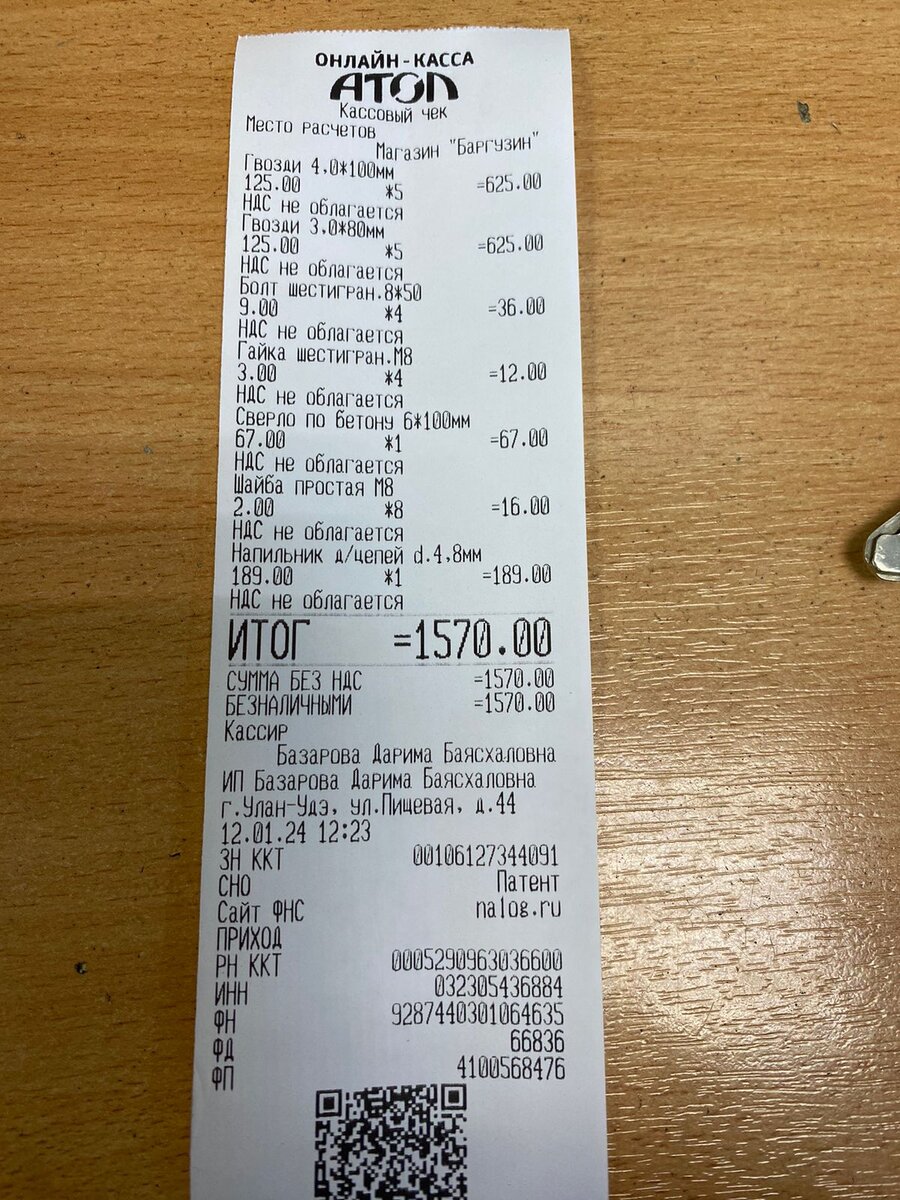 ОНЛАЙН-КАССА
АТОЛ
Кассовый чек
Место расчетов
Магазин "Баргузин"
Гвозди 4,0*100мм
125.00 *5 =625.00
НДС не облагается
Гвозди 3,0*80мм
125.00 *5 =625.00
НДС не облагается
Болт шестигран.8*50
9.00 *4 =36.00
НДС не облагается
Гайка шестигран.М8
3.00 *4 =12.00
НДС не облагается
Сверло по бетону 6*100мм
67.00 *1 =67.00
НДС не облагается
Шайба простая М8
2.00 *8 =16.00
НДС не облагается
Напильник д/цепей d.4,8мм
189.00 *1 =189.00
НДС не облагается
ИТОГ =1570.00
СУММА БЕЗ НДС =1570.00
БЕЗНАЛИЧНЫМИ =1570.00
Кассир
Базарова Дарима Баясхаловна
ИП Базарова Дарима Баясхаловна
г.Улан-Удэ, ул.Пищевая, д.44
12.01.24 12:23
ЗН ККТ 00106127344091
СНО Патент
Сайт ФНС nalog.ru
ПРИХОД
РН ККТ 0005290963036600
ИНН 032305436884
ФН 9287440301064635
ФД 66836
ФП 4100568476